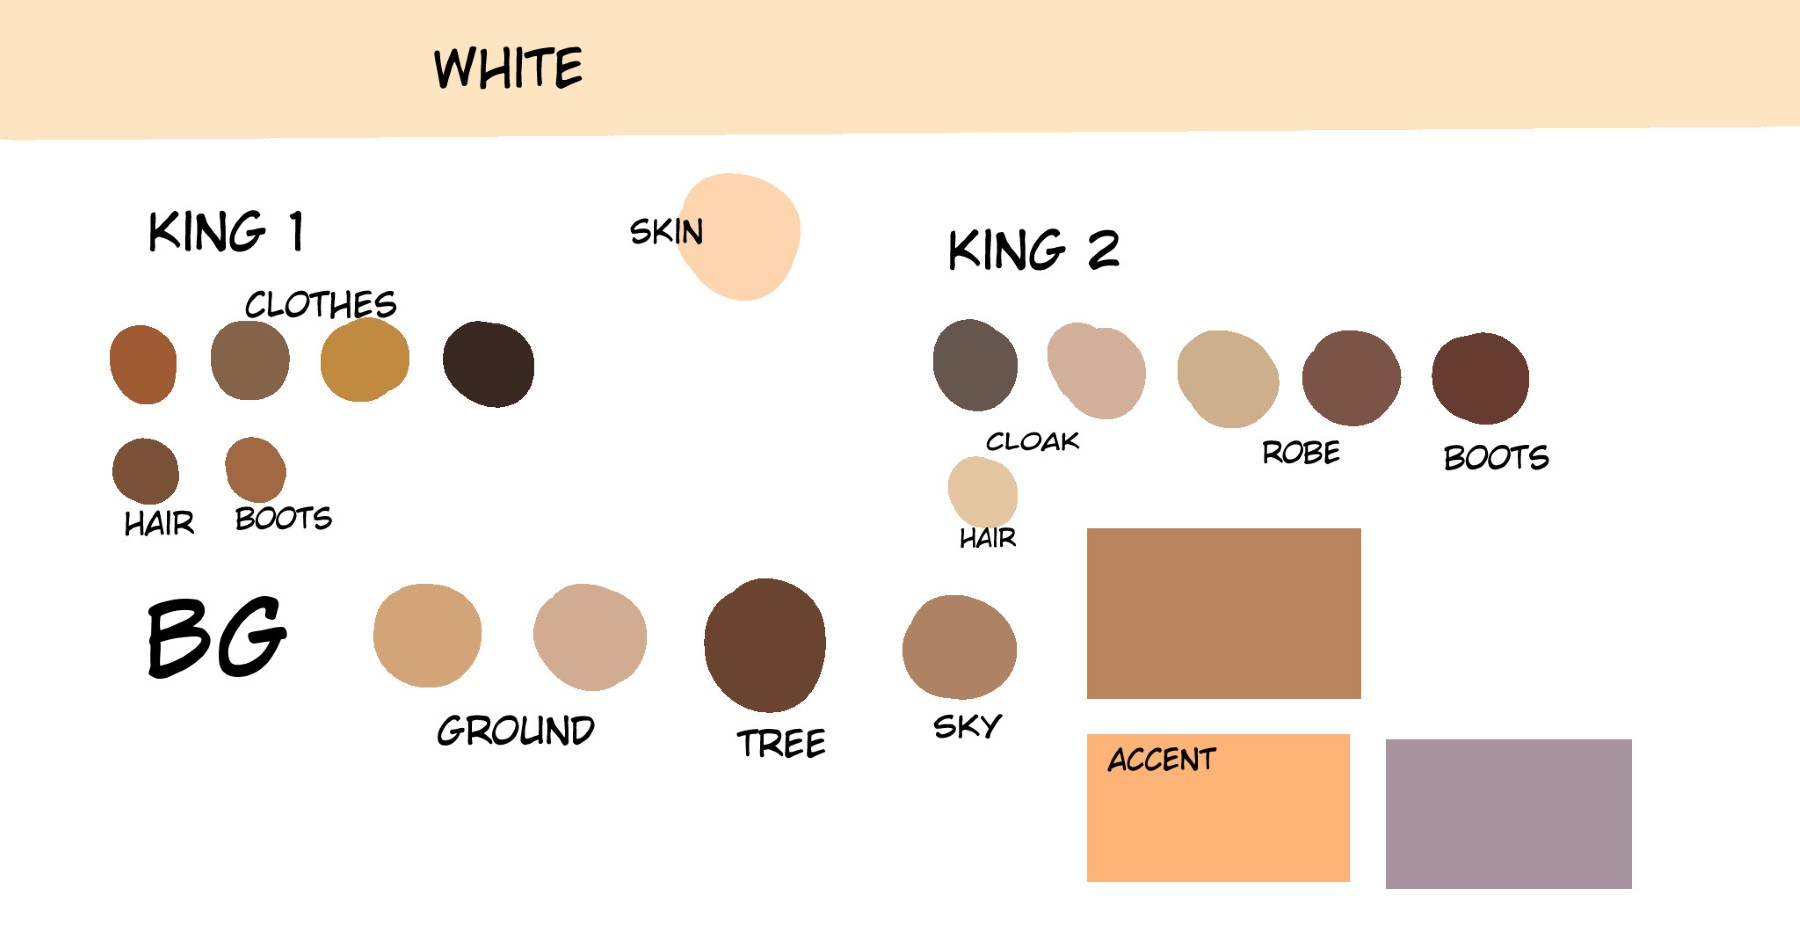 WHITE
KING 1
SKIN
KING 2
CLOTHES
CLOAK
ROBE
BOOTS
HAIR
BOOTS
HAIR
BG
GROUND
TREE
SKY
ACCENT